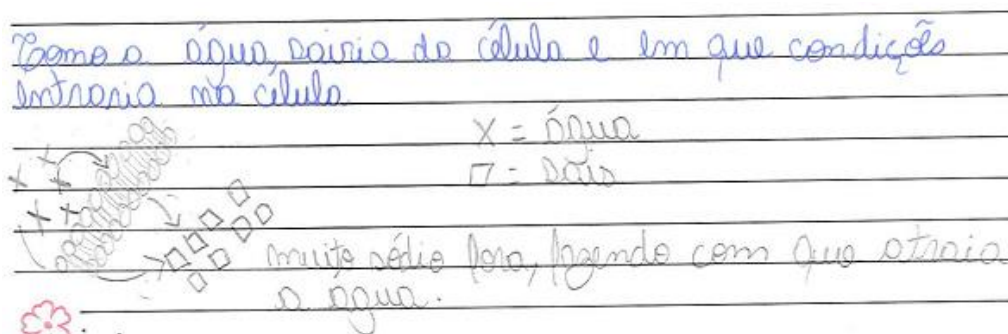 Como a água sairia da célula e em que condições
entraria na célula
X = água
□ = sais
muito sódio fora, fazendo com que atraia
a água.